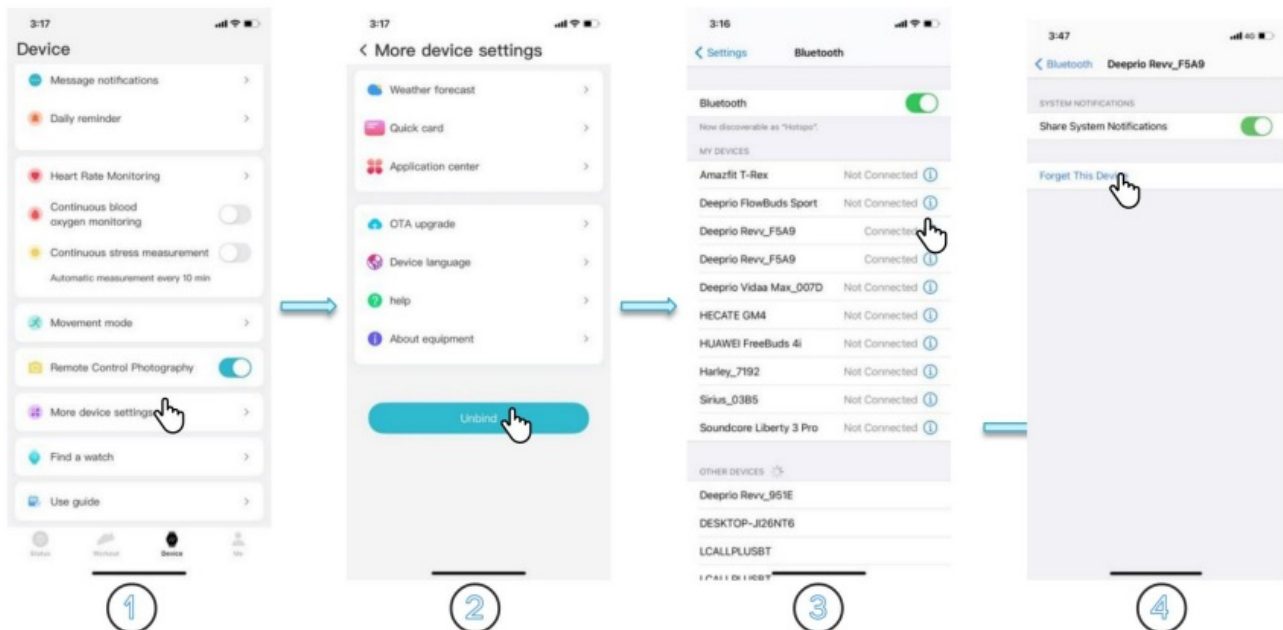 3:17
Device
Message notifications
Daily reminder
Heart Rate Monitoring
Continuous blood
oxygen monitoring
Continuous stress measurement
Automatic measurement every 10 min
Movement mode
Remote Control Photography
More device settings
Find a watch
Use guide
Status Workout Device Me
1
3:17
< More device settings
Weather forecast
Quick card
Application center
OTA upgrade
Device language
help
About equipment
Unbind
2
3:16
< Settings Bluetooth
Bluetooth
Now discoverable as "Hotspo".
MY DEVICES
Amazfit T-Rex Not Connected
Deeprio FlowBuds Sport Not Connected
Deeprio Revv_F5A9 Connected
Deeprio Revv_F5A9 Connected
Deeprio Vidaa Max_007D Not Connected
HECATE GM4 Not Connected
HUAWEI FreeBuds 4i Not Connected
Harley_7192 Not Connected
Sirius_03B5 Not Connected
Soundcore Liberty 3 Pro Not Connected
OTHER DEVICES
Deeprio Revv_951E
DESKTOP-JI26NT6
LCALLPLUSBT
LCALLPLUSBT
3
3:47 4G
< Bluetooth Deeprio Revv_F5A9
SYSTEM NOTIFICATIONS
Share System Notifications
Forget This
4